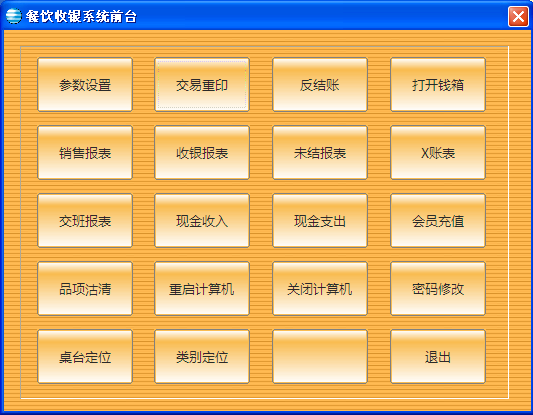 餐饮收银系统前台
参数设置 交易重印 反结账 打开钱箱
销售报表 收银报表 未结报表 X账表
交班报表 现金收入 现金支出 会员充值
品项沽清 重启计算机 关闭计算机 密码修改
桌台定位 类别定位 退出